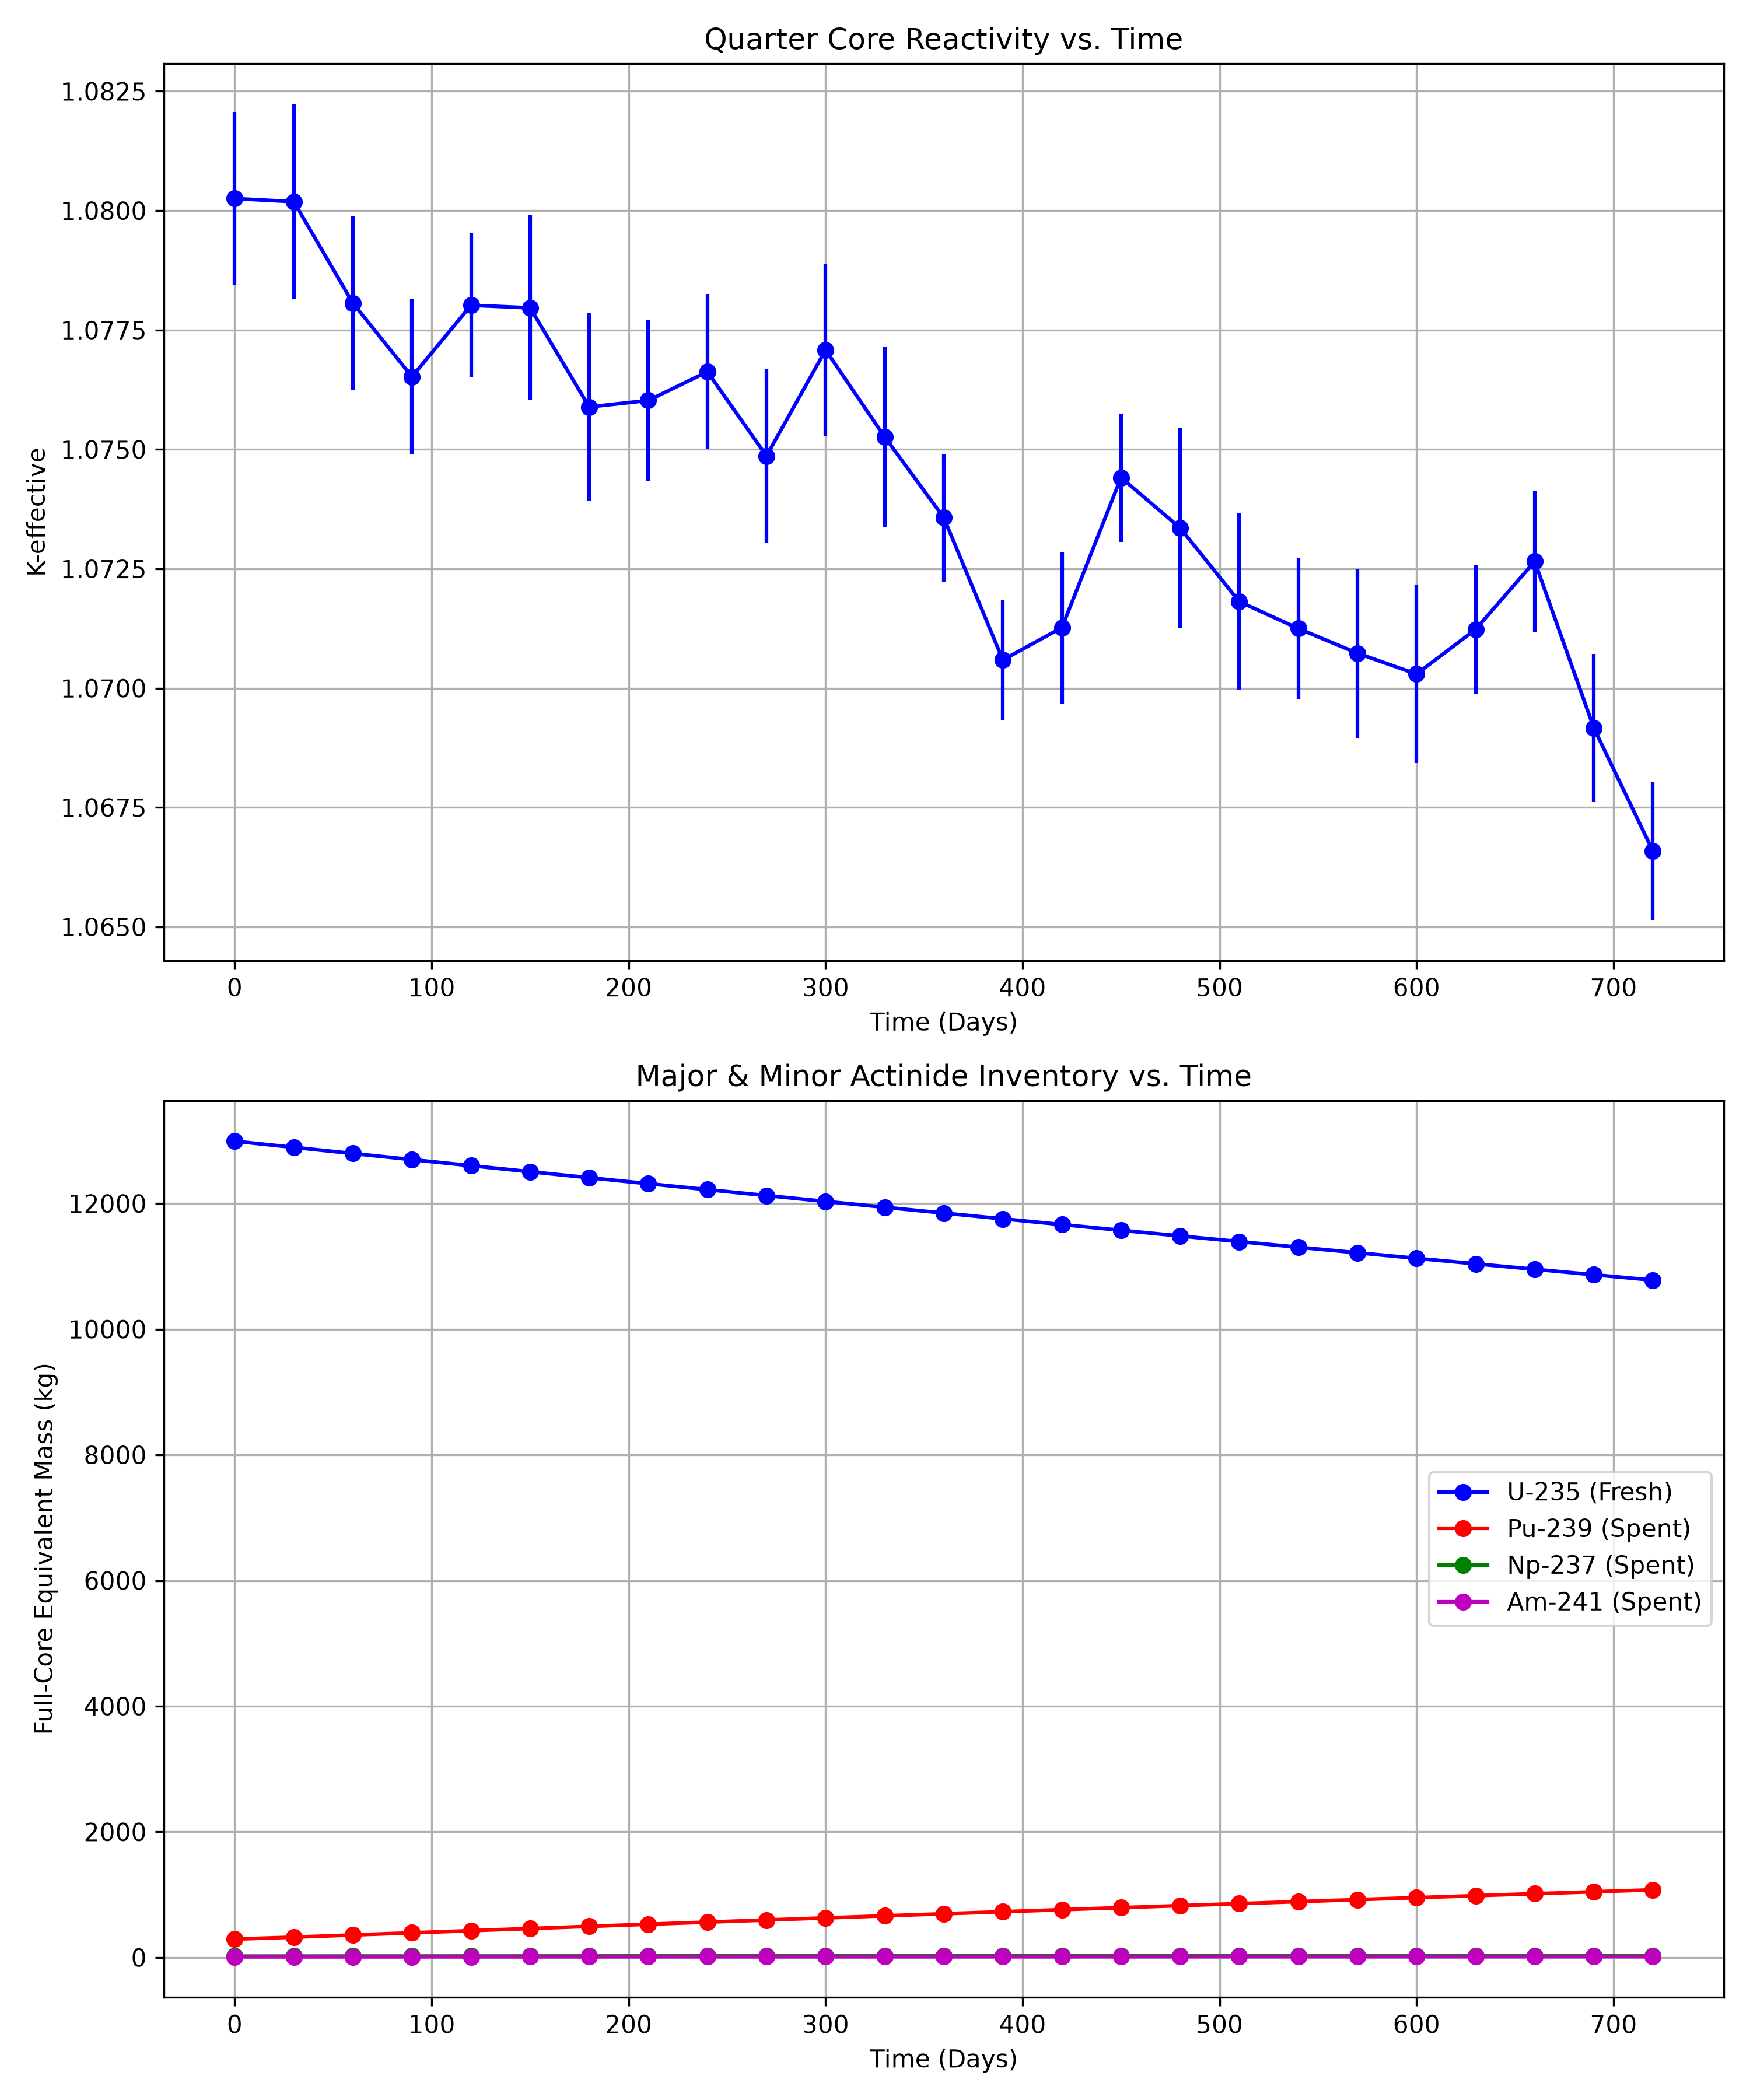 Quarter Core Reactivity vs. Time
K-effective
1.0825
1.0800
1.0775
1.0750
1.0725
1.0700
1.0675
1.0650
0 100 200 300 400 500 600 700
Time (Days)
Major & Minor Actinide Inventory vs. Time
Full-Core Equivalent Mass (kg)
12000
10000
8000
6000
4000
2000
0
U-235 (Fresh)
Pu-239 (Spent)
Np-237 (Spent)
Am-241 (Spent)
0 100 200 300 400 500 600 700
Time (Days)